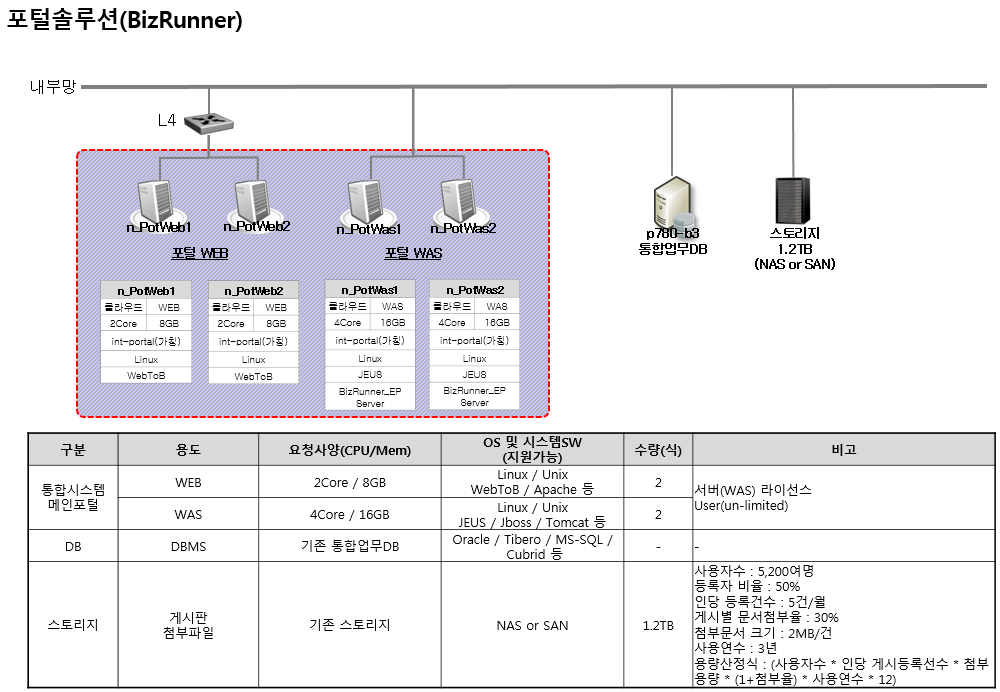 포털솔루션(BizRunner)
내부망
L4
n_PotWeb1
n_PotWeb2
n_PotWas1
n_PotWas2
포털 WEB
포털 WAS
p780-b3
통합업무DB
스토리지
1.2TB
(NAS or SAN)
n_PotWeb1
클라우드 WEB
2Core 8GB
int-portal(가칭)
Linux
WebToB
n_PotWeb2
클라우드 WEB
2Core 8GB
int-portal(가칭)
Linux
WebToB
n_PotWas1
클라우드 WAS
4Core 16GB
int-portal(가칭)
Linux
JEUS
BizRunner_EP
Server
n_PotWas2
클라우드 WAS
4Core 16GB
int-portal(가칭)
Linux
JEUS
BizRunner_EP
Server
구분 용도 요청사양(CPU/Mem) OS 및 시스템SW
(지원가능) 수량(식) 비고
통합시스템
메인포털
WEB 2Core / 8GB Linux / Unix
WebToB / Apache 등 2
WAS 4Core / 16GB Linux / Unix
JEUS / Jboss / Tomcat 등 2
서버(WAS) 라이선스
User(un-limited)
DB DBMS 기존 통합업무DB Oracle / Tibero / MS-SQL /
Cubrid 등 - -
스토리지 게시판
첨부파일 기존 스토리지 NAS or SAN 1.2TB
사용자수 : 5,200여명
등록자 비율 : 50%
인당 등록건수 : 5건/월
게시별 문서첨부율 : 30%
첨부문서 크기 : 2MB/건
사용연수 : 3년
용량산정식 : (사용자수 * 인당 게시등록선수 * 첨부
용량 * (1+첨부율) * 사용연수 * 12)